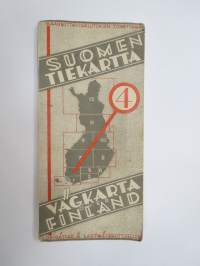 SUOMEN
TIEKARTTA
4
VÄGKARTA
FINLAND